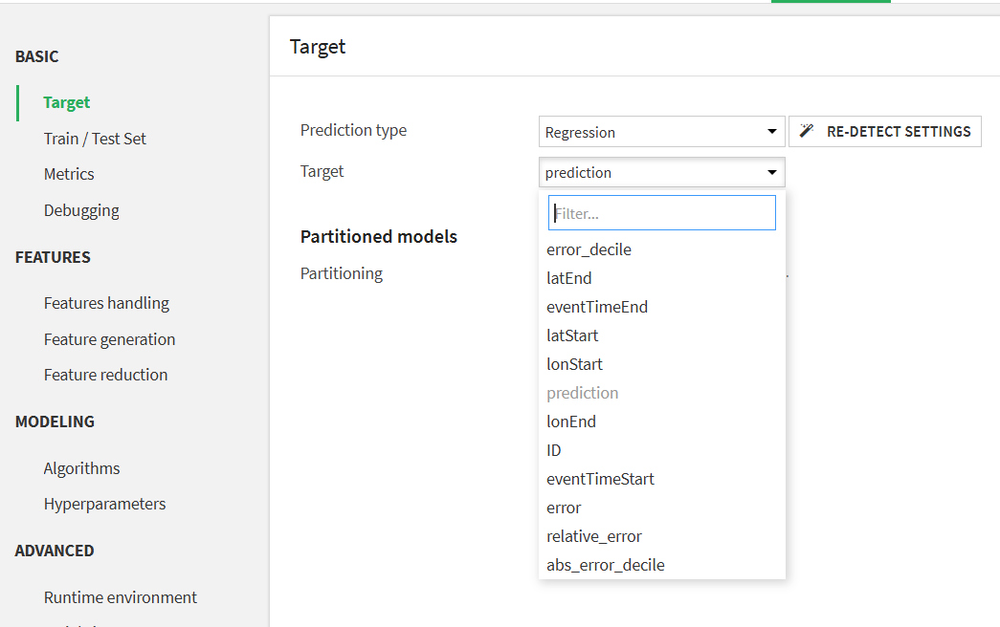 BASIC
Target
Train / Test Set
Metrics
Debugging
FEATURES
Features handling
Feature generation
Feature reduction
MODELING
Algorithms
Hyperparameters
ADVANCED
Runtime environment
Target
Prediction type
Regression
RE-DETECT SETTINGS
Target
prediction
Filter...
Partitioned models
Partitioning
error_decile
latEnd
eventTimeEnd
latStart
lonStart
prediction
lonEnd
ID
eventTimeStart
error
relative_error
abs_error_decile